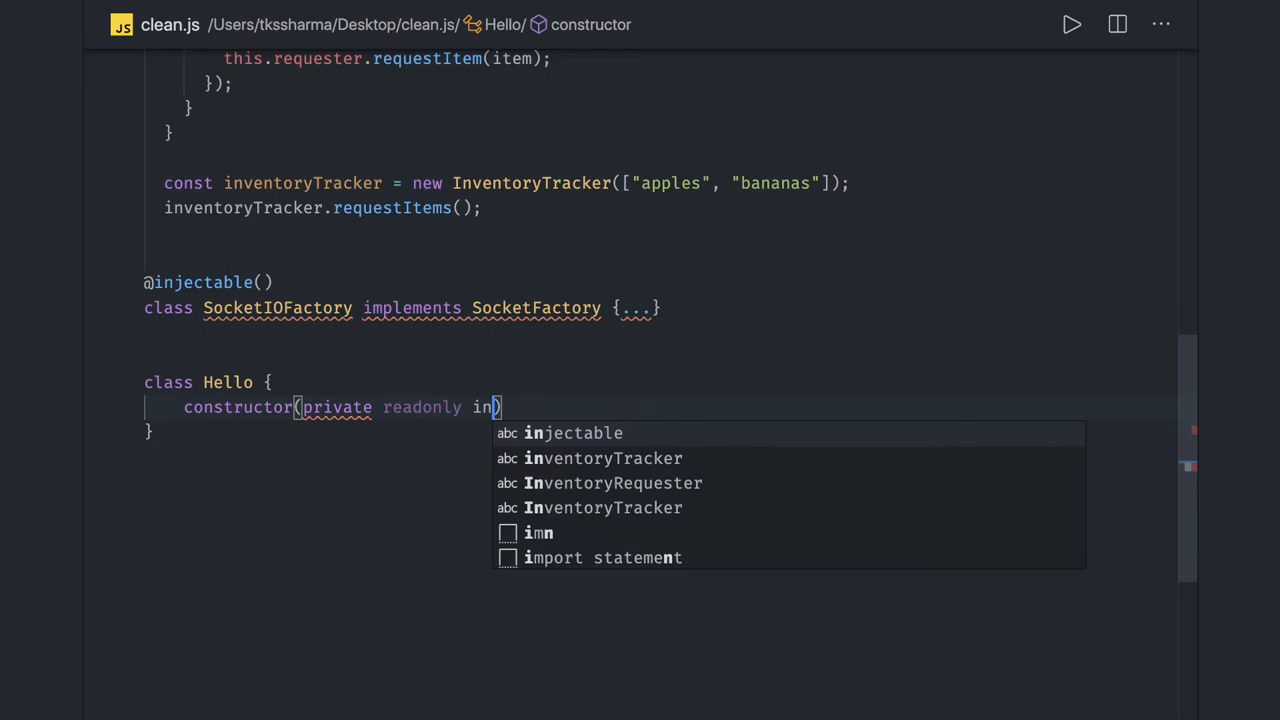 JS clean.js /Users/tkssharma/Desktop/clean.js/ Hello/ constructor ...
this.requester.requestItem(item);
});
}
}
const inventoryTracker = new InventoryTracker(["apples", "bananas"]);
inventoryTracker.requestItems();
@injectable()
class SocketIOFactory implements SocketFactory {...}
class Hello {
constructor(private readonly in)
}
abc injectable
abc inventoryTracker
abc InventoryRequester
abc InventoryTracker
imn
import statement